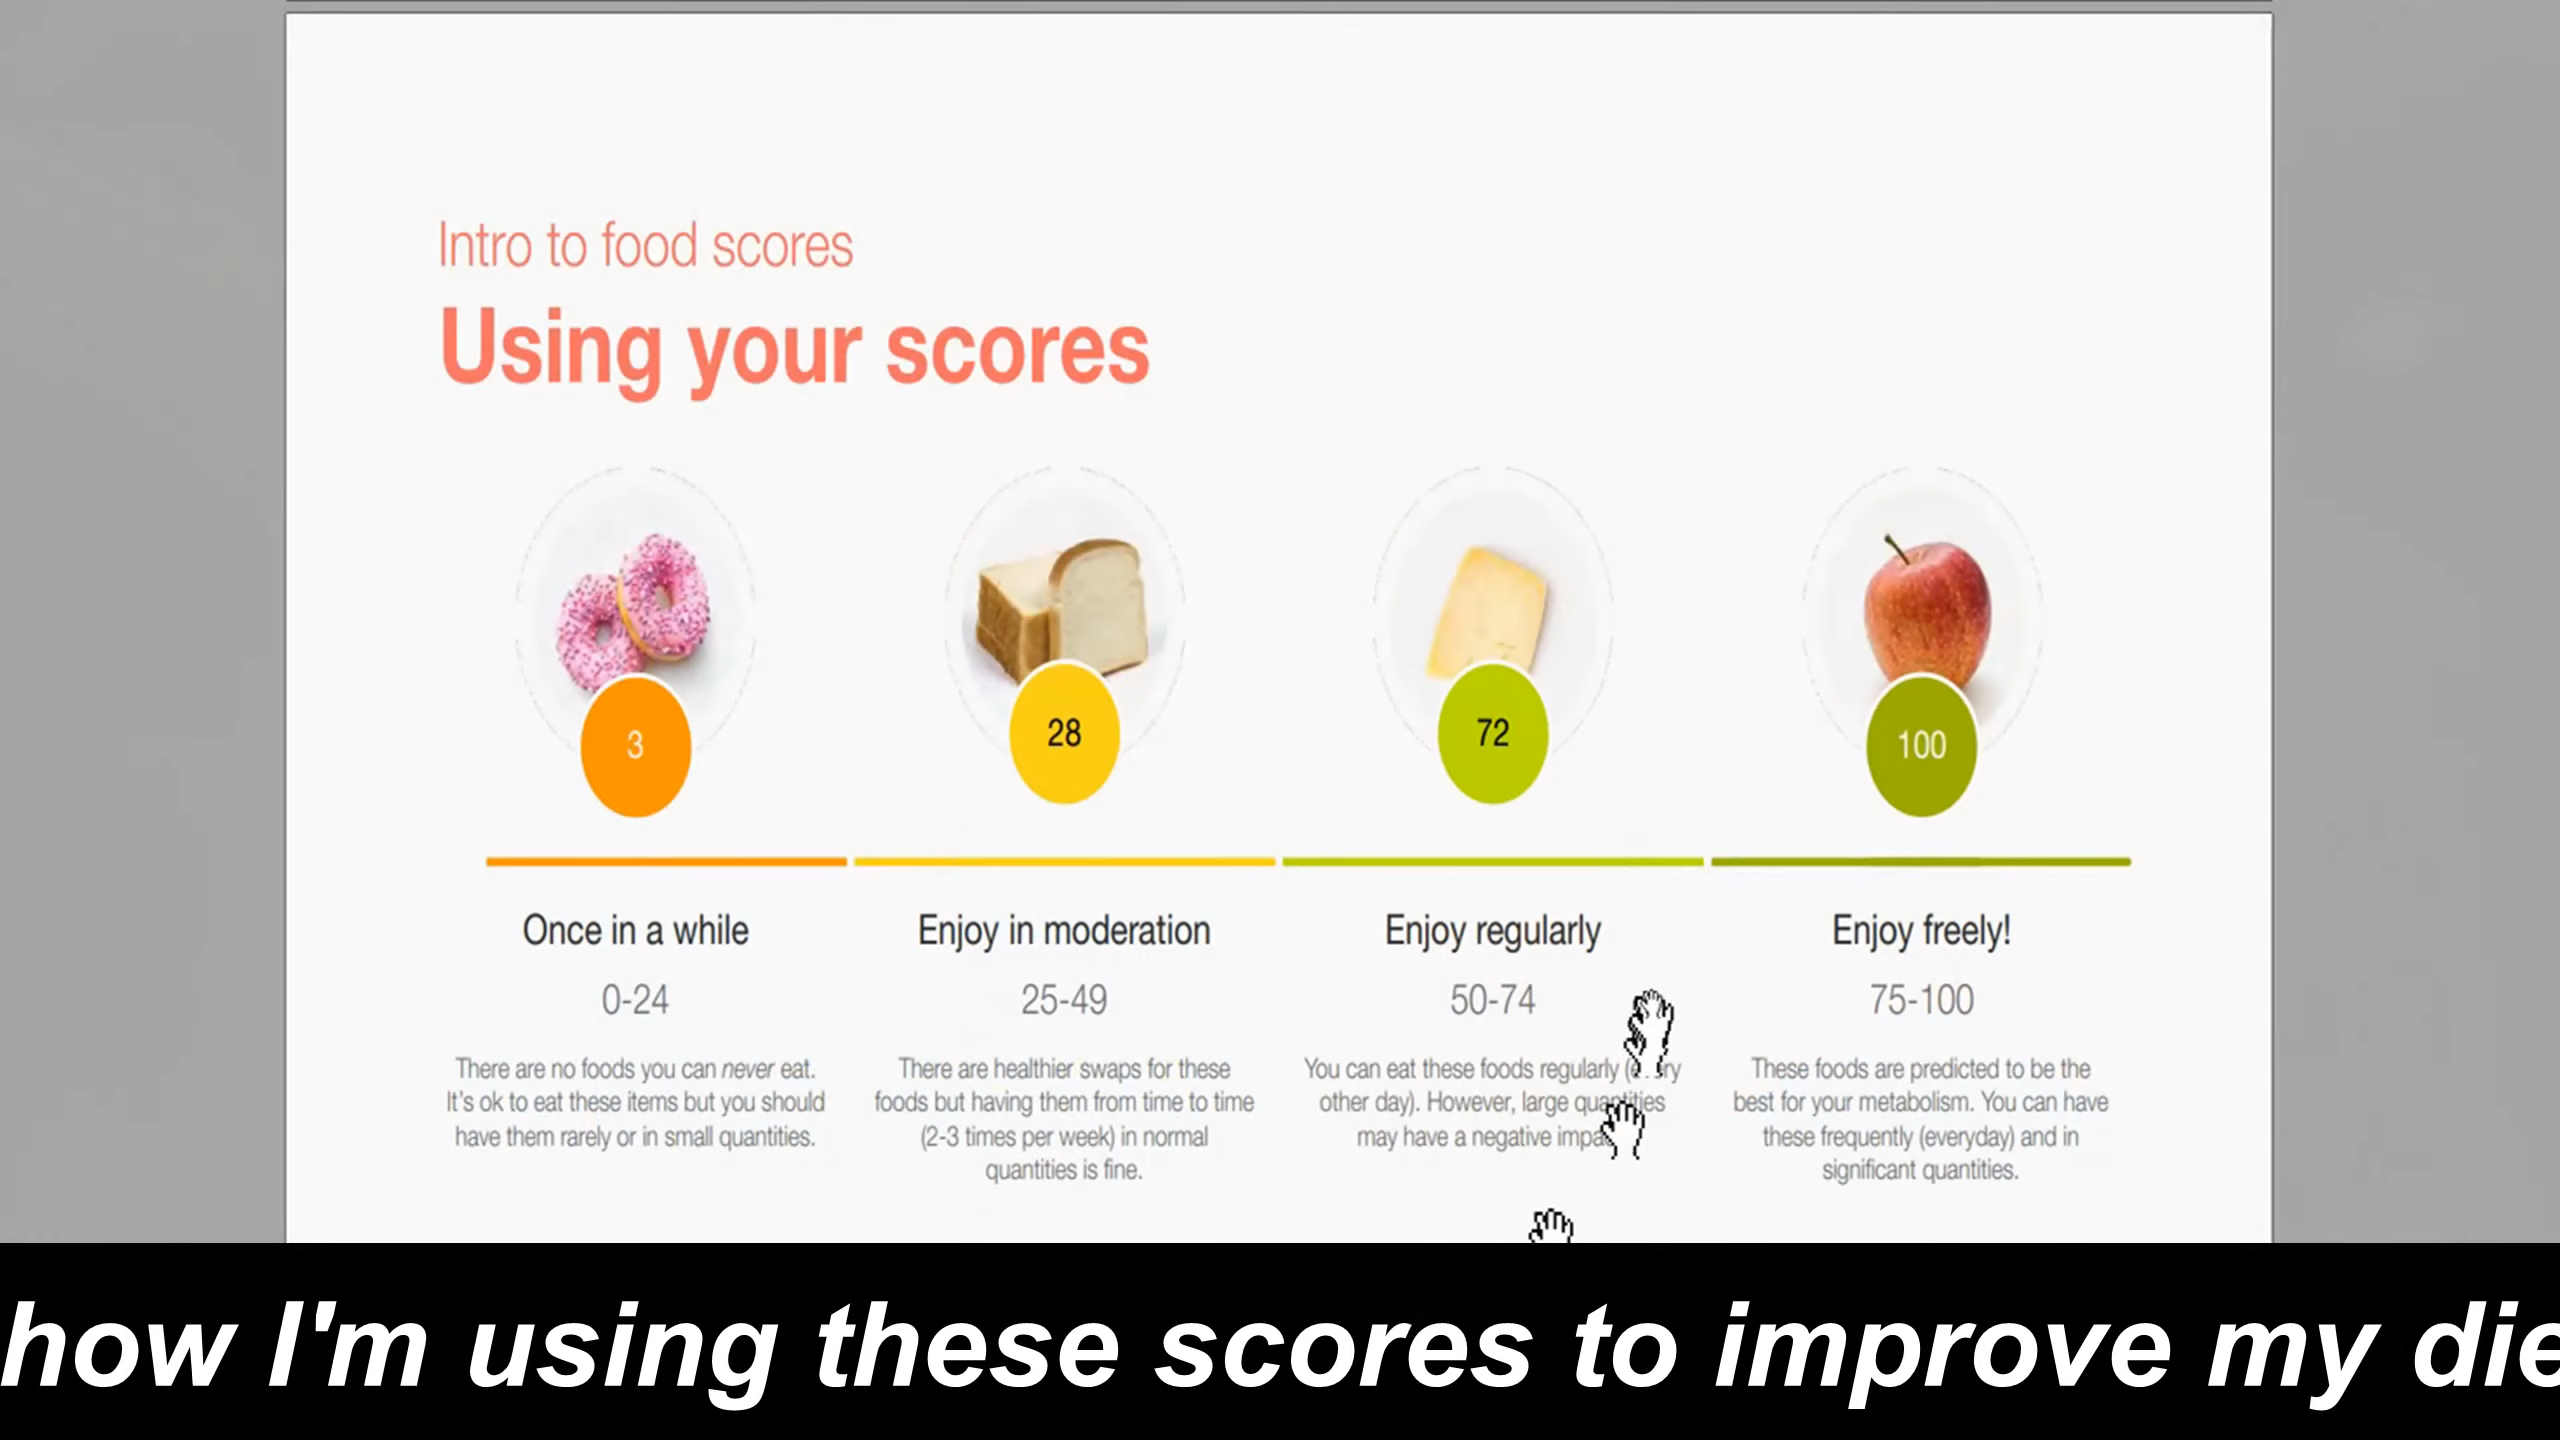 Intro to food scores
Using your scores
3
28
72
100
Once in a while
0-24
There are no foods you can never eat.
It's ok to eat these items but you should
have them rarely or in small quantities.
Enjoy in moderation
25-49
There are healthier swaps for these
foods but having them from time to time
(2-3 times per week) in normal
quantities is fine.
Enjoy regularly
50-74
You can eat these foods regularly
other day). However, large quantities
may have a negative
Enjoy freely!
75-100
These foods are predicted to be the
best for your metabolism. You can have
these frequently (everyday) and in
significant quantities.
how I'm using these scores to improve my